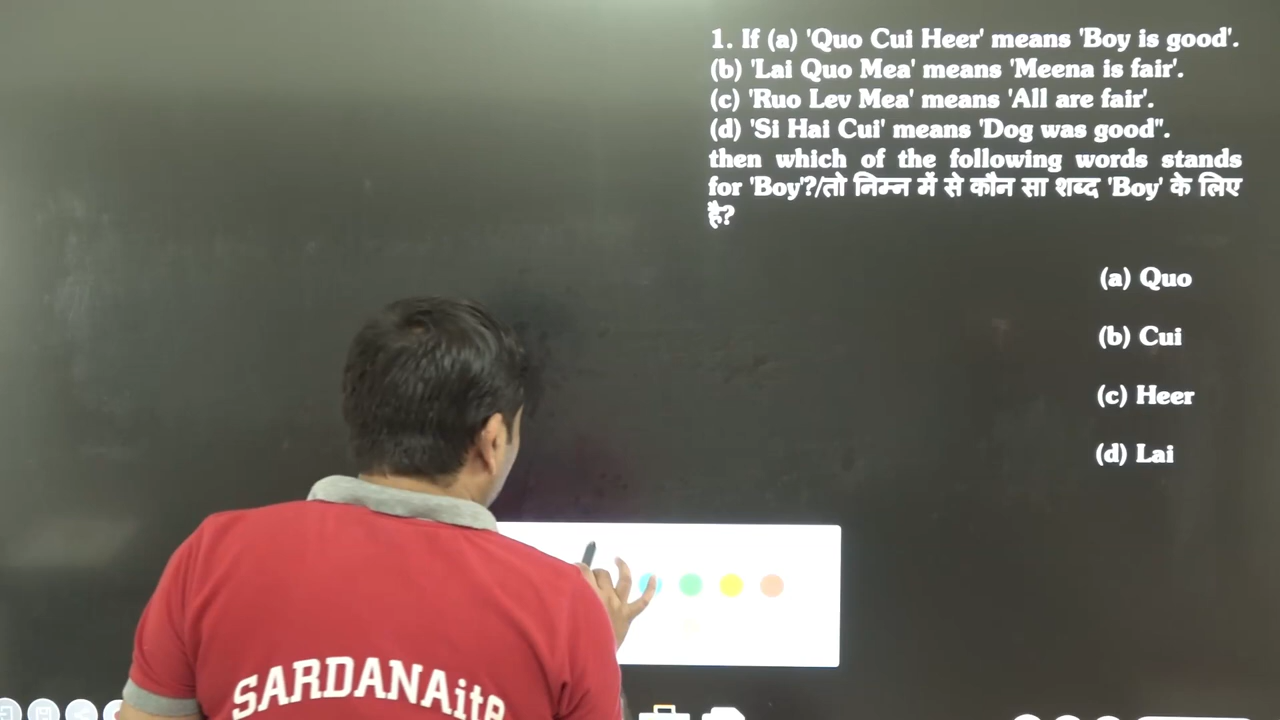 1. If (a) 'Quo Cui Heer' means 'Boy is good'.
(b) 'Lai Quo Mea' means 'Meena is fair'.
(c) 'Ruo Lev Mea' means 'All are fair'.
(d) 'Si Hai Cui' means 'Dog was good".
then which of the following words stands
for 'Boy'?/तो निम्न में से कौन सा शब्द 'Boy' के लिए
है?
(a) Quo
(b) Cui
(c) Heer
(d) Lai
SARDANAite